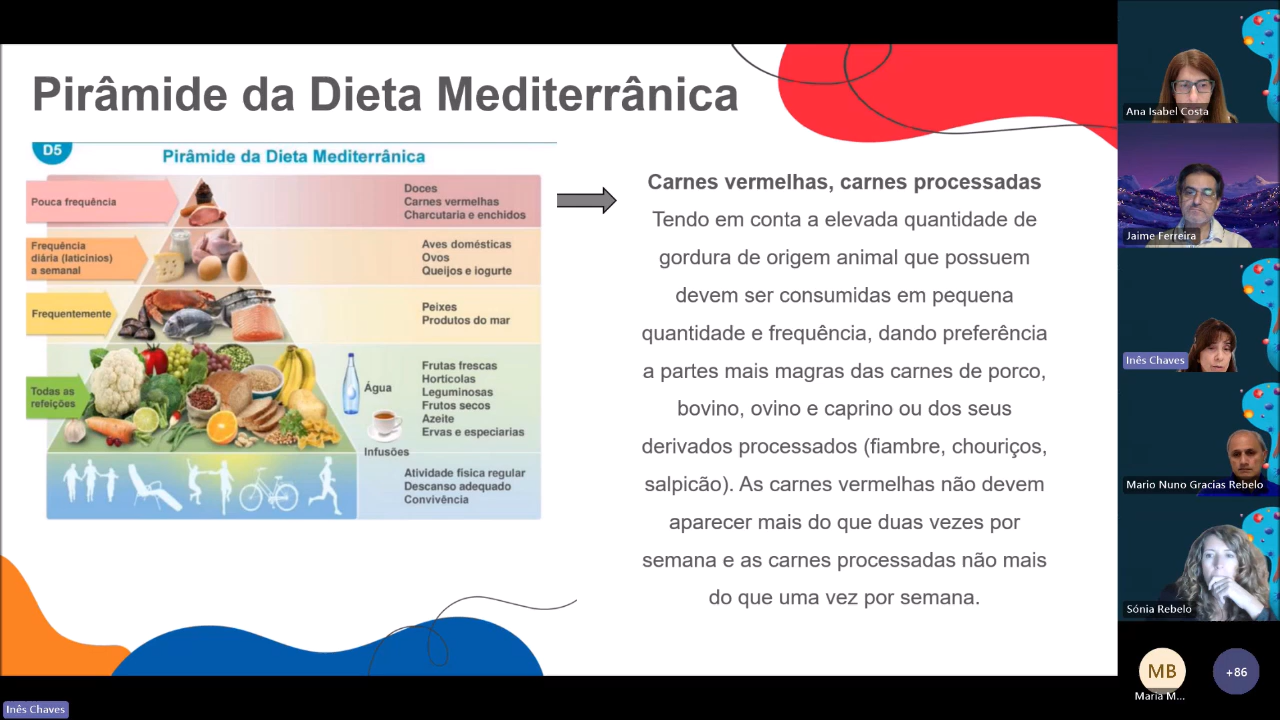 Pirâmide da Dieta Mediterrânica
D5
Pirâmide da Dieta Mediterrânica
Pouca frequência
Doces
Carnes vermelhas
Charcutaria e enchidos
Frequência
diária (laticínios)
a semanal
Aves domésticas
Ovos
Queijos e iogurte
Frequentemente
Peixes
Produtos do mar
Todas as
refeições
Água
Infusões
Frutas frescas
Hortícolas
Leguminosas
Frutos secos
Azeite
Ervas e especiarias
Atividade física regular
Descanso adequado
Convivência
Carnes vermelhas, carnes processadas
Tendo em conta a elevada quantidade de
gordura de origem animal que possuem
devem ser consumidas em pequena
quantidade e frequência, dando preferência
a partes mais magras das carnes de porco,
bovino, ovino e caprino ou dos seus
derivados processados (fiambre, chouriços,
salpicão). As carnes vermelhas não devem
aparecer mais do que duas vezes por
semana e as carnes processadas não mais
do que uma vez por semana.
Ana Isabel Costa
Jaime Ferreira
Inês Chaves
Mario Nuno Gracias Rebelo
Sónia Rebelo
MB
Maria M...
+86
Inês Chaves